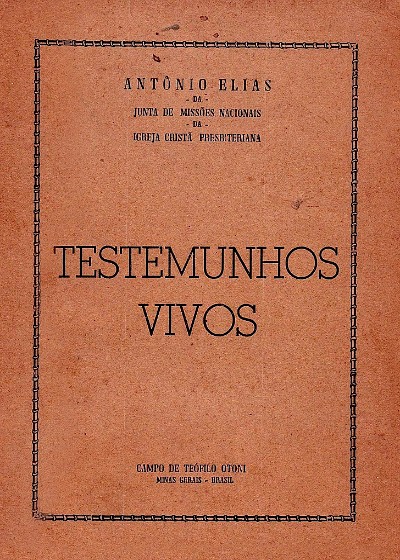 ANTÔNIO ELIAS
- DA -
JUNTA DE MISSÕES NACIONAIS
- DA -
IGREJA CRISTÃ PRESBITERIANA
TESTEMUNHOS
VIVOS
CAMPO DE TEÓFILO OTONI
MINAS GERAIS - BRASIL